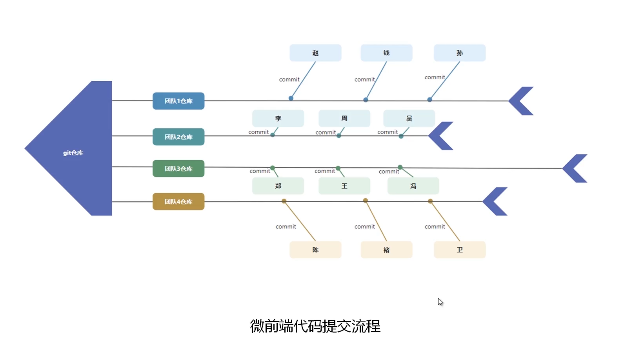 赵 钱 孙
commit commit commit
团队1仓库
李 周 吴
团队2仓库 commit commit commit
git仓库
团队3仓库 commit commit commit
郑 王 冯
团队4仓库
commit commit commit
陈 褚 卫
微前端代码提交流程